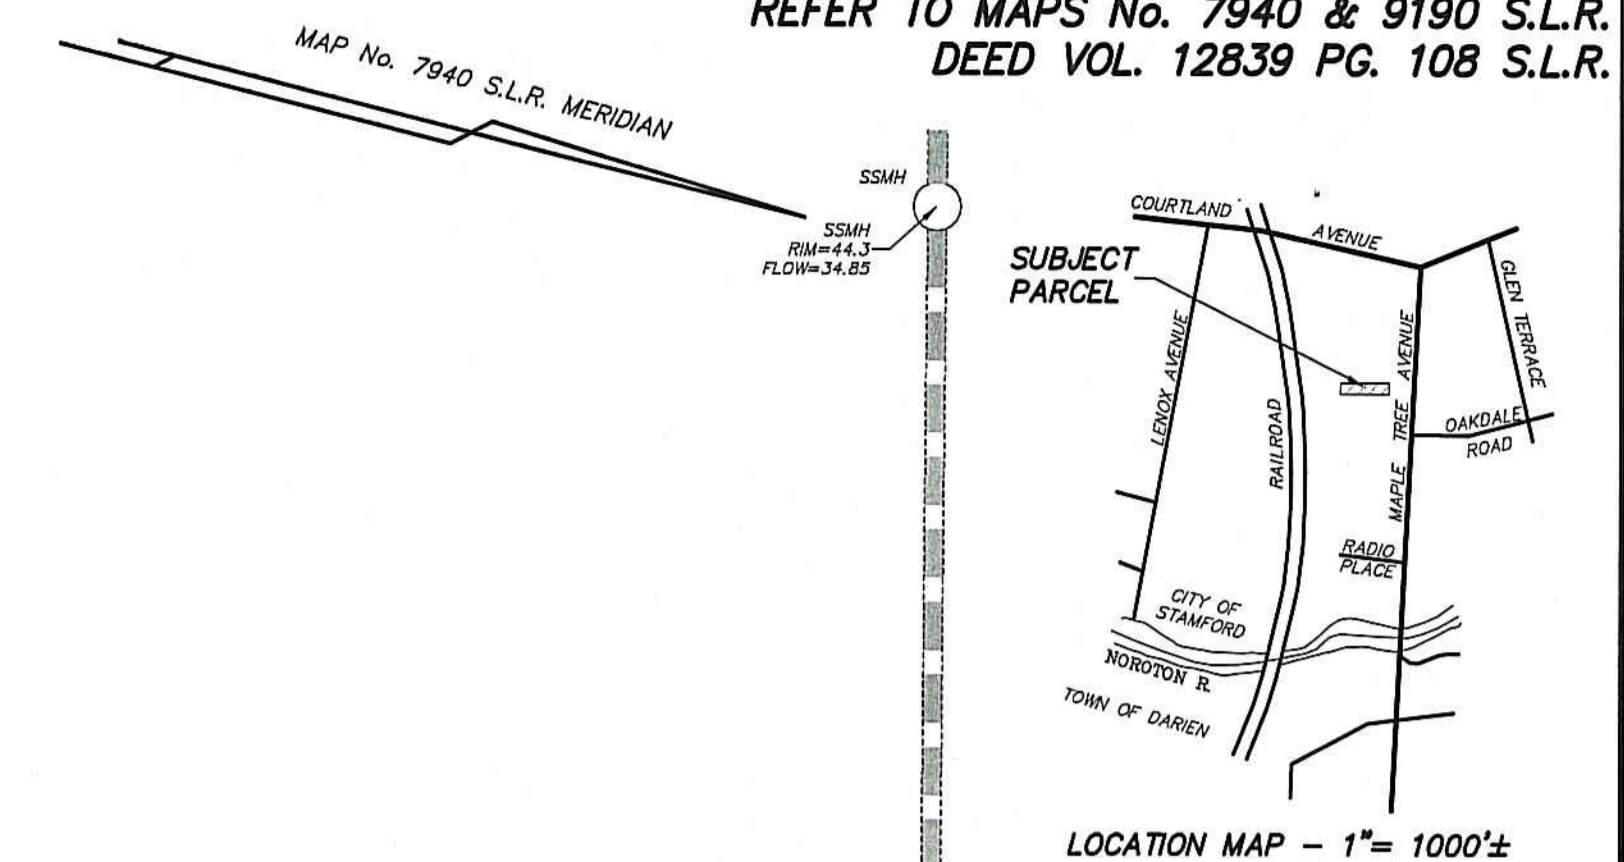 REFER TO MAPS No. 7940 & 9190 S.L.R.
DEED VOL. 12839 PG. 108 S.L.R.
MAP No. 7940 S.L.R. MERIDIAN
SSMH
SSMH
RIM=44.3
FLOW=34.85
COURTLAND AVENUE
SUBJECT
PARCEL
GLEN TERRACE
LENOX AVENUE
RAILROAD
MAPLE TREE AVENUE
OAKDALE
ROAD
RADIO
PLACE
CITY OF
STAMFORD
NOROTON R.
TOWN OF DARIEN
LOCATION MAP - 1"= 1000'±